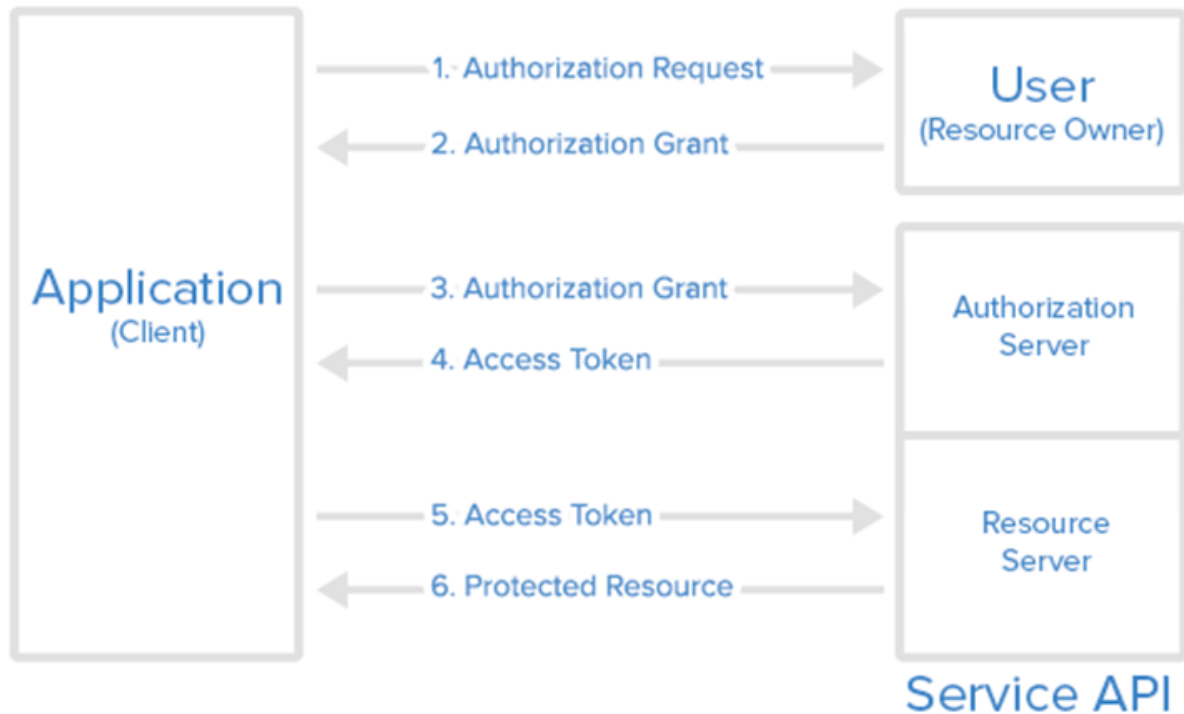 1. Authorization Request
User
(Resource Owner)
2. Authorization Grant
Application
(Client)
3. Authorization Grant
Authorization
Server
4. Access Token
5. Access Token
Resource
Server
6. Protected Resource
Service API